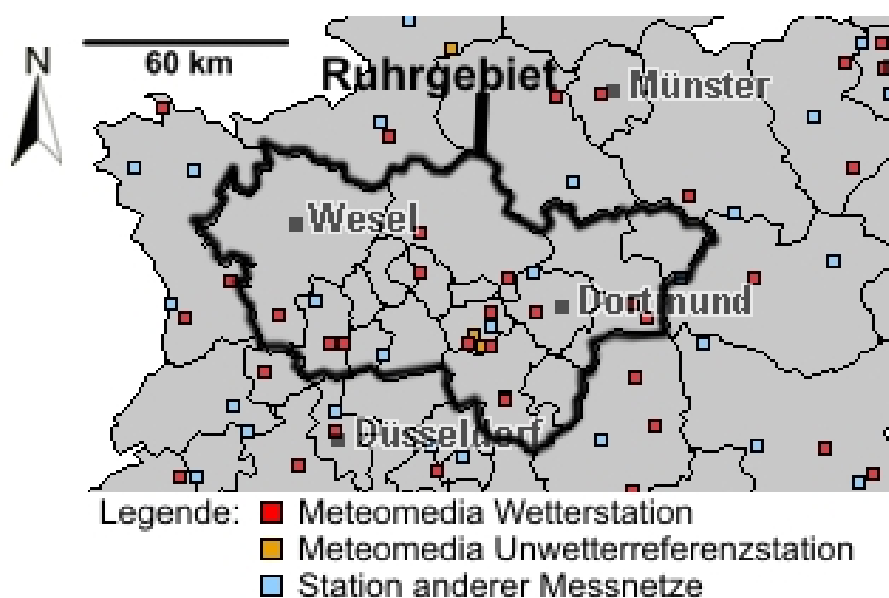 N
60 km
Ruhrgebiet
Münster
Wesel
Dortmund
Düsseldorf
Legende:
Meteomedia Wetterstation
Meteomedia Unwetterreferenzstation
Station anderer Messnetze